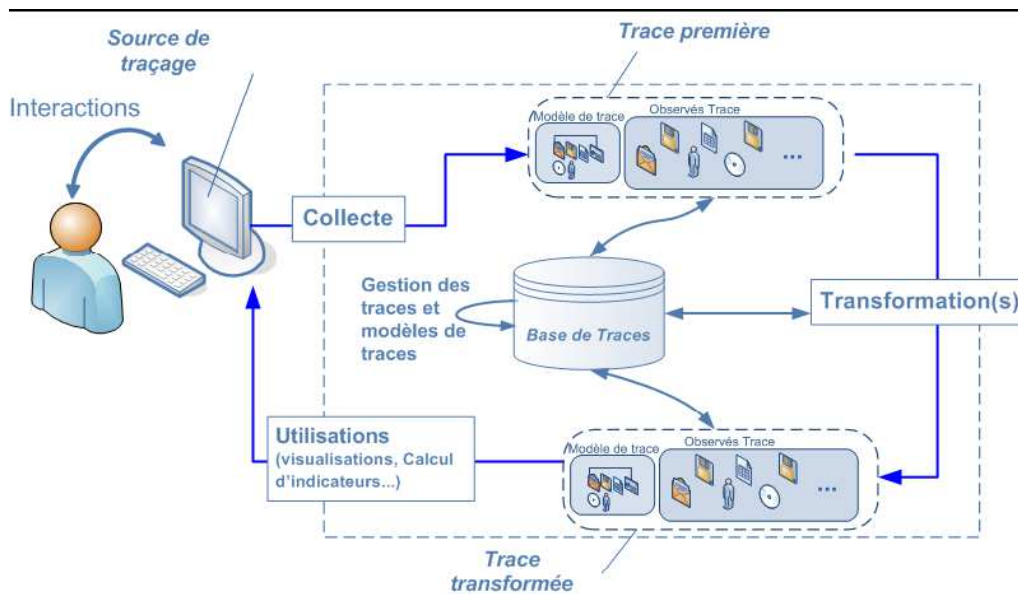 Source de
traçage
Trace première
Interactions
Modèle de trace
Observés Trace
...
Collecte
Gestion des
traces et
modèles de
traces
Base de Traces
Transformation(s)
Utilisations
(visualisations, Calcul
d'indicateurs...)
Modèle de trace
Observés Trace
...
Trace
transformée